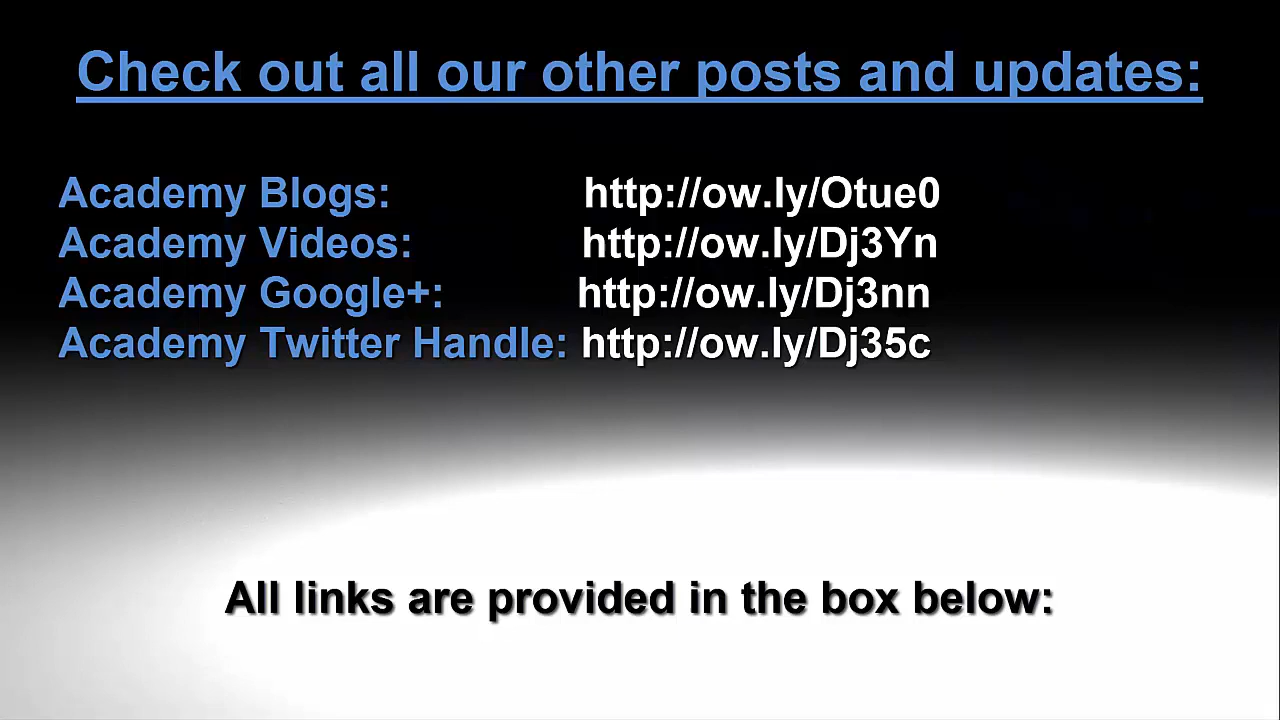 Check out all our other posts and updates:
Academy Blogs: http://ow.ly/Otue0
Academy Videos: http://ow.ly/Dj3Yn
Academy Google+: http://ow.ly/Dj3nn
Academy Twitter Handle: http://ow.ly/Dj35c
All links are provided in the box below: